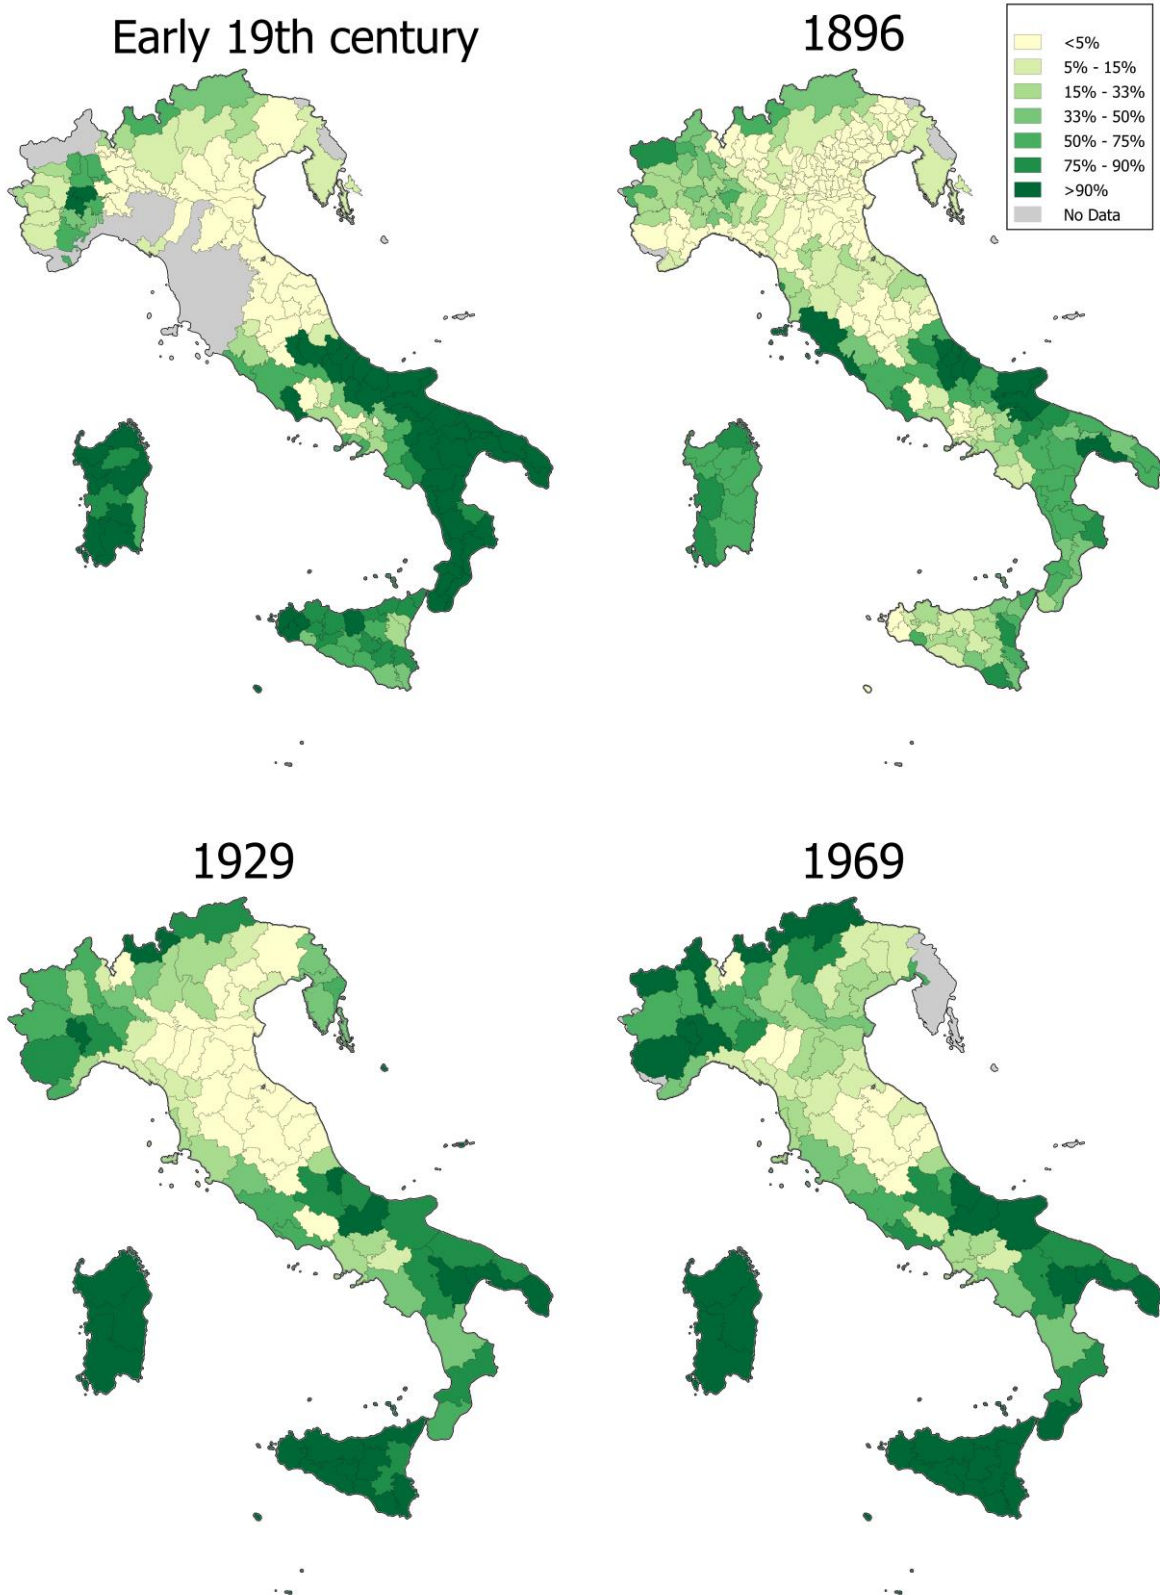 Early 19th century
1896
<5%
5% - 15%
15% - 33%
33% - 50%
50% - 75%
75% - 90%
>90%
No Data
1929
1969